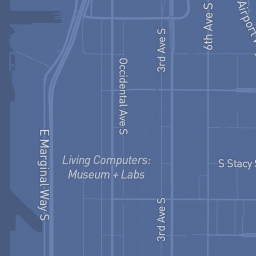 Airport
6th Ave S
3rd Ave S
Occidental Ave S
E Marginal Way S
Living Computers:
Museum + Labs
S Stacy
3rd Ave S